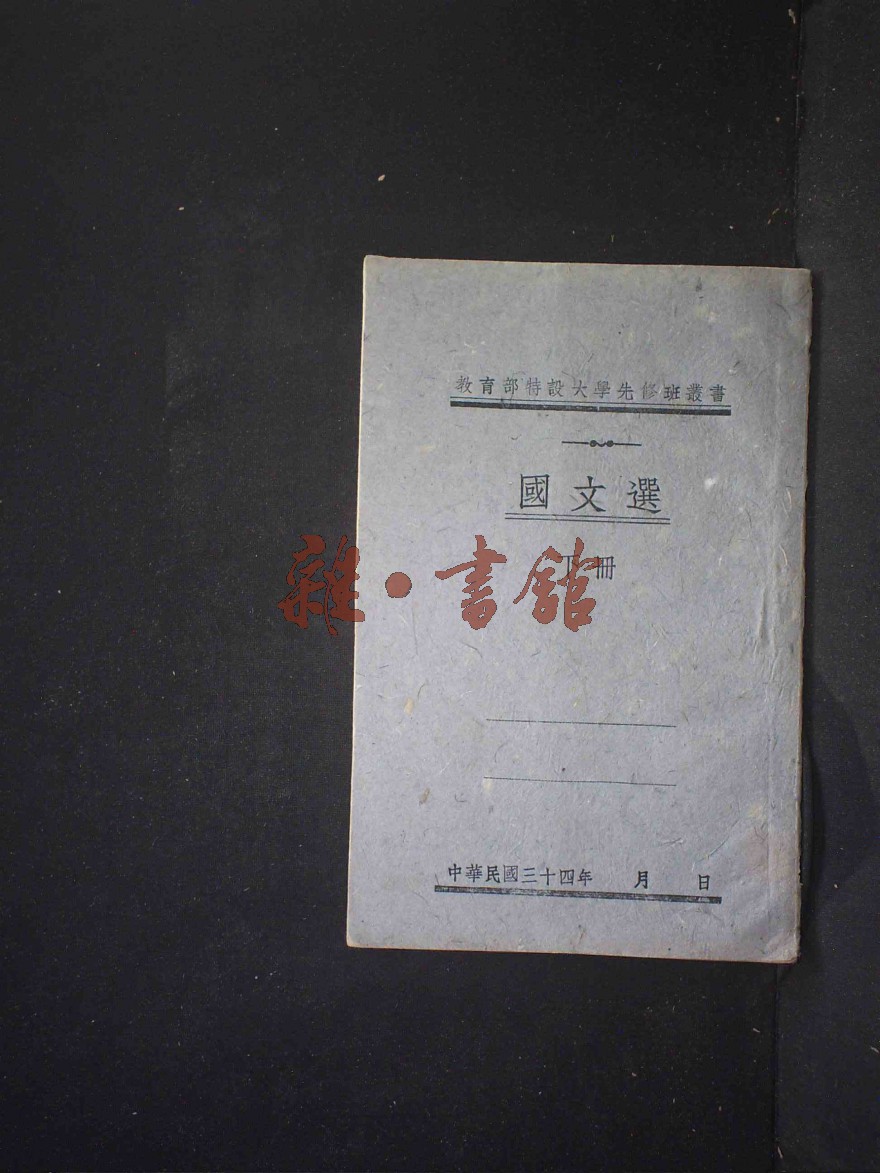 教育部特設大學先修班叢書
國文選
下冊
雜·書館
中華民國三十四年　月　日